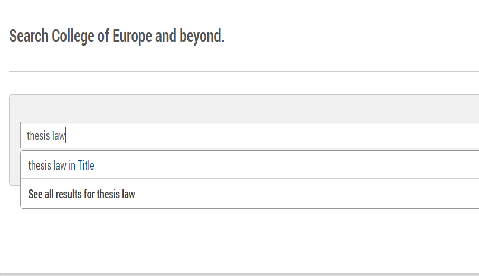 Search College of Europe and beyond.
thesis law
thesis law in Title
See all results for thesis law